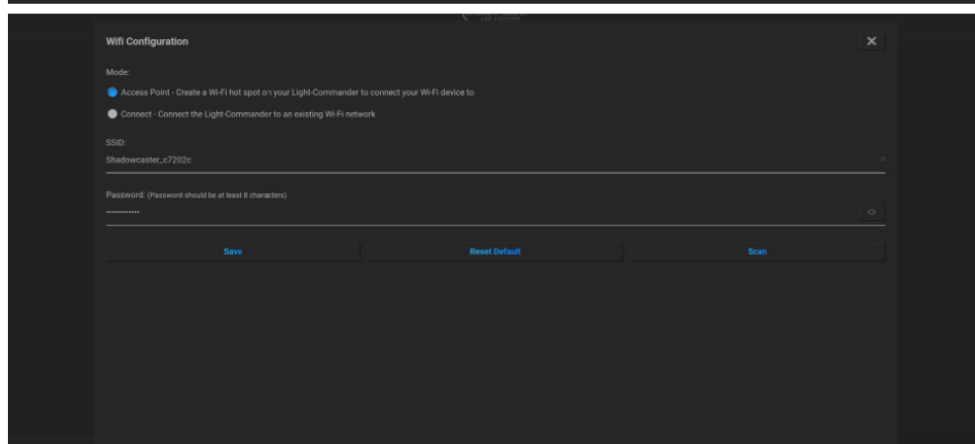 LED LIGHTING
Wifi Configuration
Mode:
Access Point - Create a Wi-Fi hot spot on your Light-Commander to connect your Wi-Fi device to
Connect - Connect the Light-Commander to an existing Wi-Fi network
SSID:
Shadowcaster_c7202c
Password: (Password should be at least 8 characters)
Save Reset Default Scan